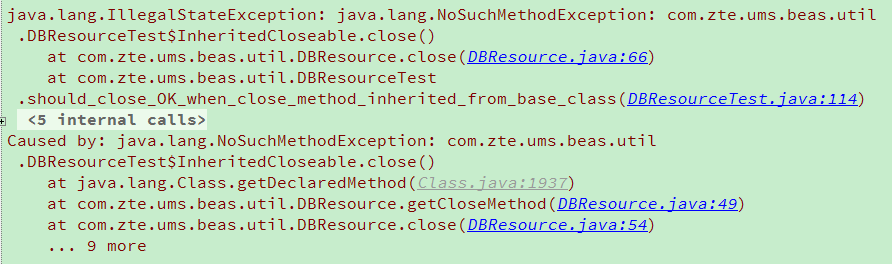 java.lang.IllegalStateException: java.lang.NoSuchMethodException: com.zte.ums.beas.util
.DBResourceTest$InheritedCloseable.close()
at com.zte.ums.beas.util.DBResource.close(DBResource.java:66)
at com.zte.ums.beas.util.DBResourceTest
.should_close_OK_when_close_method_inherited_from_base_class(DBResourceTest.java:114)
<5 internal calls>
Caused by: java.lang.NoSuchMethodException: com.zte.ums.beas.util
.DBResourceTest$InheritedCloseable.close()
at java.lang.Class.getDeclaredMethod(Class.java:1937)
at com.zte.ums.beas.util.DBResource.getCloseMethod(DBResource.java:49)
at com.zte.ums.beas.util.DBResource.close(DBResource.java:54)
... 9 more